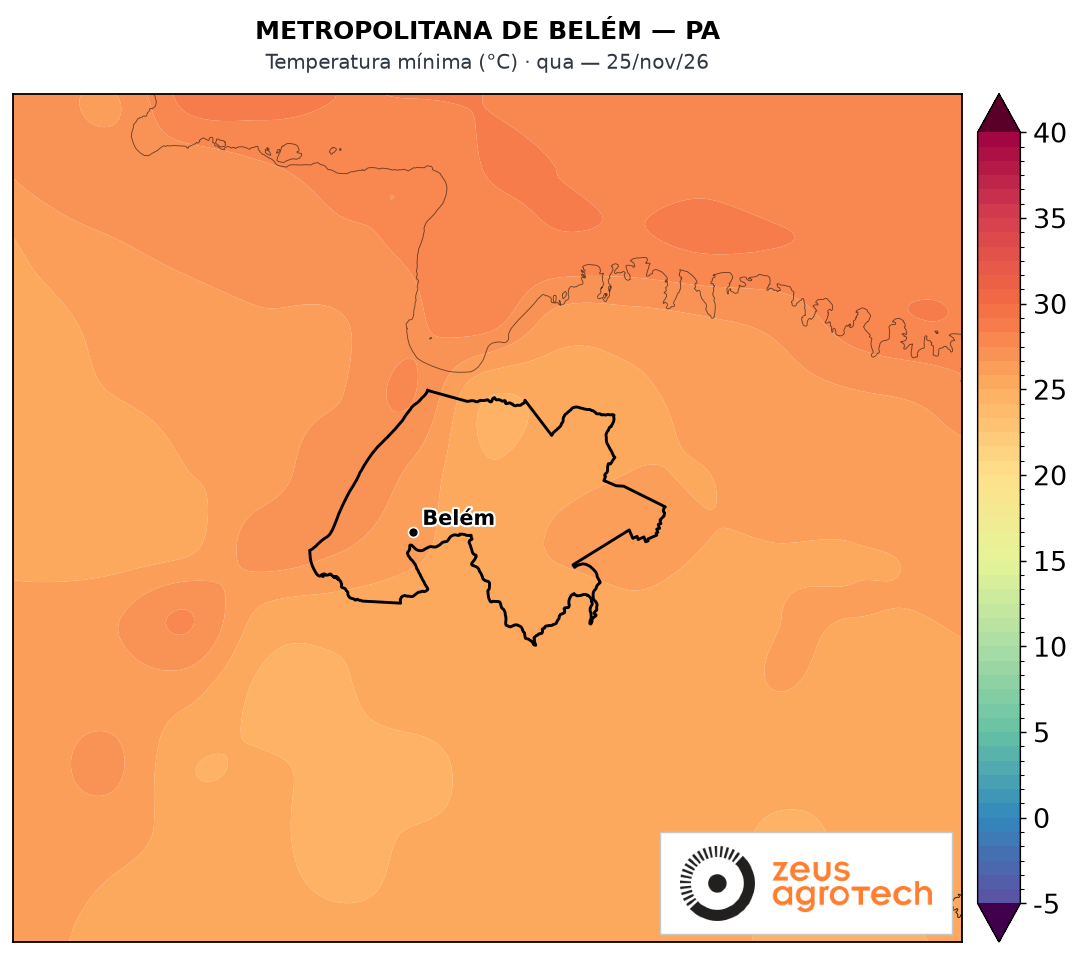 METROPOLITANA DE BELÉM — PA
Temperatura mínima (°C) · qua — 25/nov/26
40
35
30
25
20
15
10
5
0
-5
Belém
zeus
agrotech